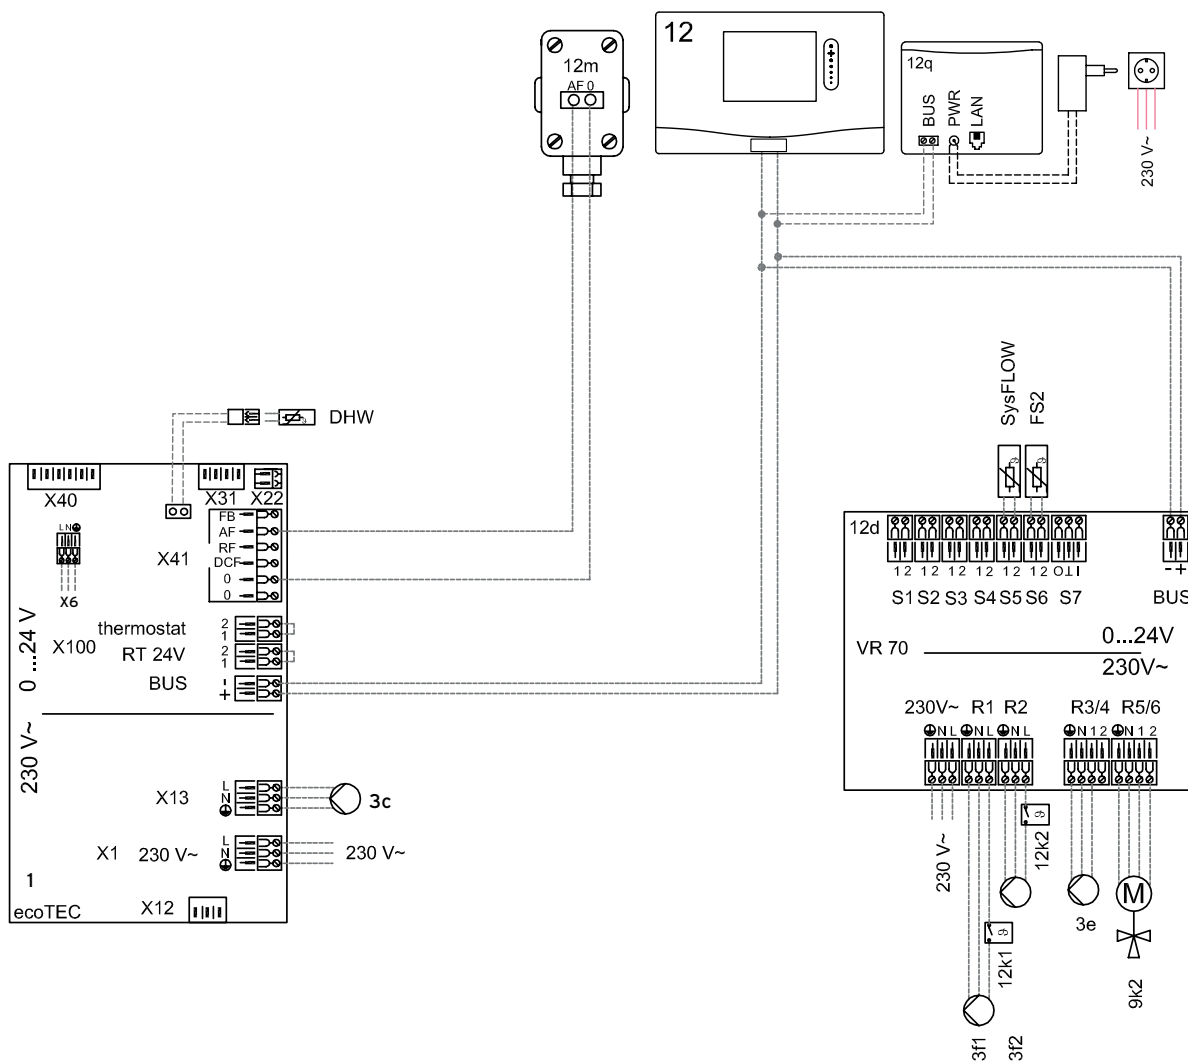 12
12m
AF 0
12q
BUS
PWR
LAN
230 V~
SysFLOW
FS2
DHW
X40
X31
X22
L N
X6
X41
FB
AF
RF
DCF
0
0
0 ...24 V
X100
thermostat
2
1
RT 24V
2
1
BUS
-
+
230 V~
X13
L
N
3c
X1
230 V~
L
N
230 V~
1
ecoTEC
X12
12d
1 2
1 2
1 2
1 2
1 2
1 2
O T I
- +
S1 S2 S3 S4 S5 S6 S7
BUS
VR 70
0...24V
230V~
230V~ R1 R2 R3/4 R5/6
N L
N L
N L
N 1 2
N 1 2
230 V~
ϑ
12k2
ϑ
12k1
3e
M
9k2
3f1
3f2